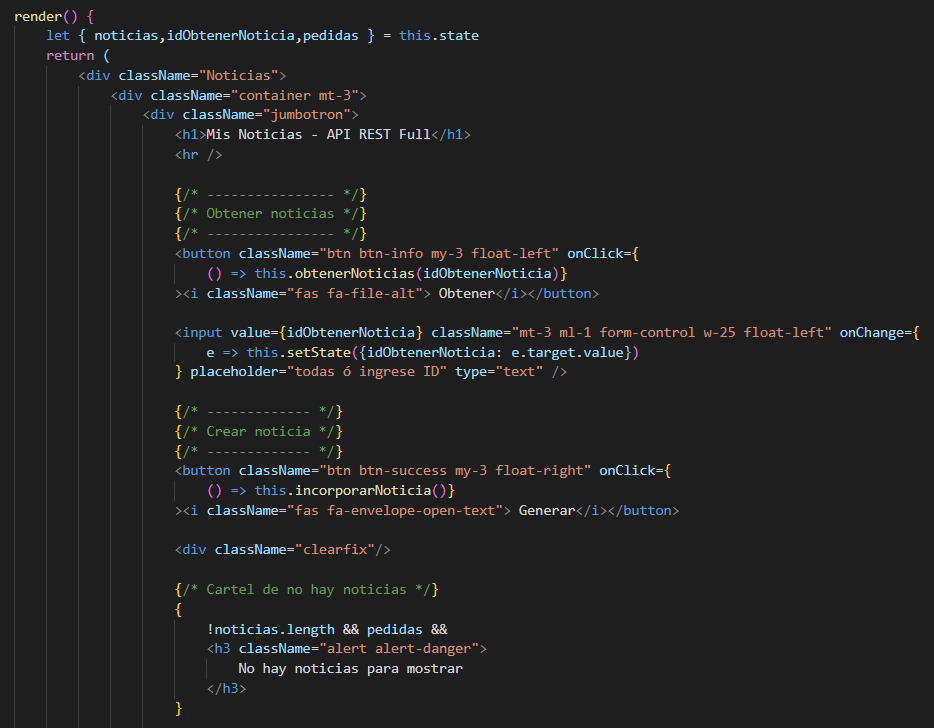 render() {
    let { noticias,idObtenerNoticia,pedidas } = this.state
    return (
        <div className="Noticias">
            <div className="container mt-3">
                <div className="jumbotron">
                    <h1>Mis Noticias - API REST Full</h1>
                    <hr />

                    {/* ---------------- */}
                    {/* Obtener noticias */}
                    {/* ---------------- */}
                    <button className="btn btn-info my-3 float-left" onClick={
                        () => this.obtenerNoticias(idObtenerNoticia)}
                    ><i className="fas fa-file-alt"> Obtener</i></button>

                    <input value={idObtenerNoticia} className="mt-3 ml-1 form-control w-25 float-left" onChange={
                        e => this.setState({idObtenerNoticia: e.target.value})
                    } placeholder="todas ó ingrese ID" type="text" />

                    {/* ------------- */}
                    {/* Crear noticia */}
                    {/* ------------- */}
                    <button className="btn btn-success my-3 float-right" onClick={
                        () => this.incorporarNoticia()}
                    ><i className="fas fa-envelope-open-text"> Generar</i></button>

                    <div className="clearfix"/>

                    {/* Cartel de no hay noticias */}
                    {
                        !noticias.length && pedidas &&
                        <h3 className="alert alert-danger">
                            No hay noticias para mostrar
                        </h3>
                    }